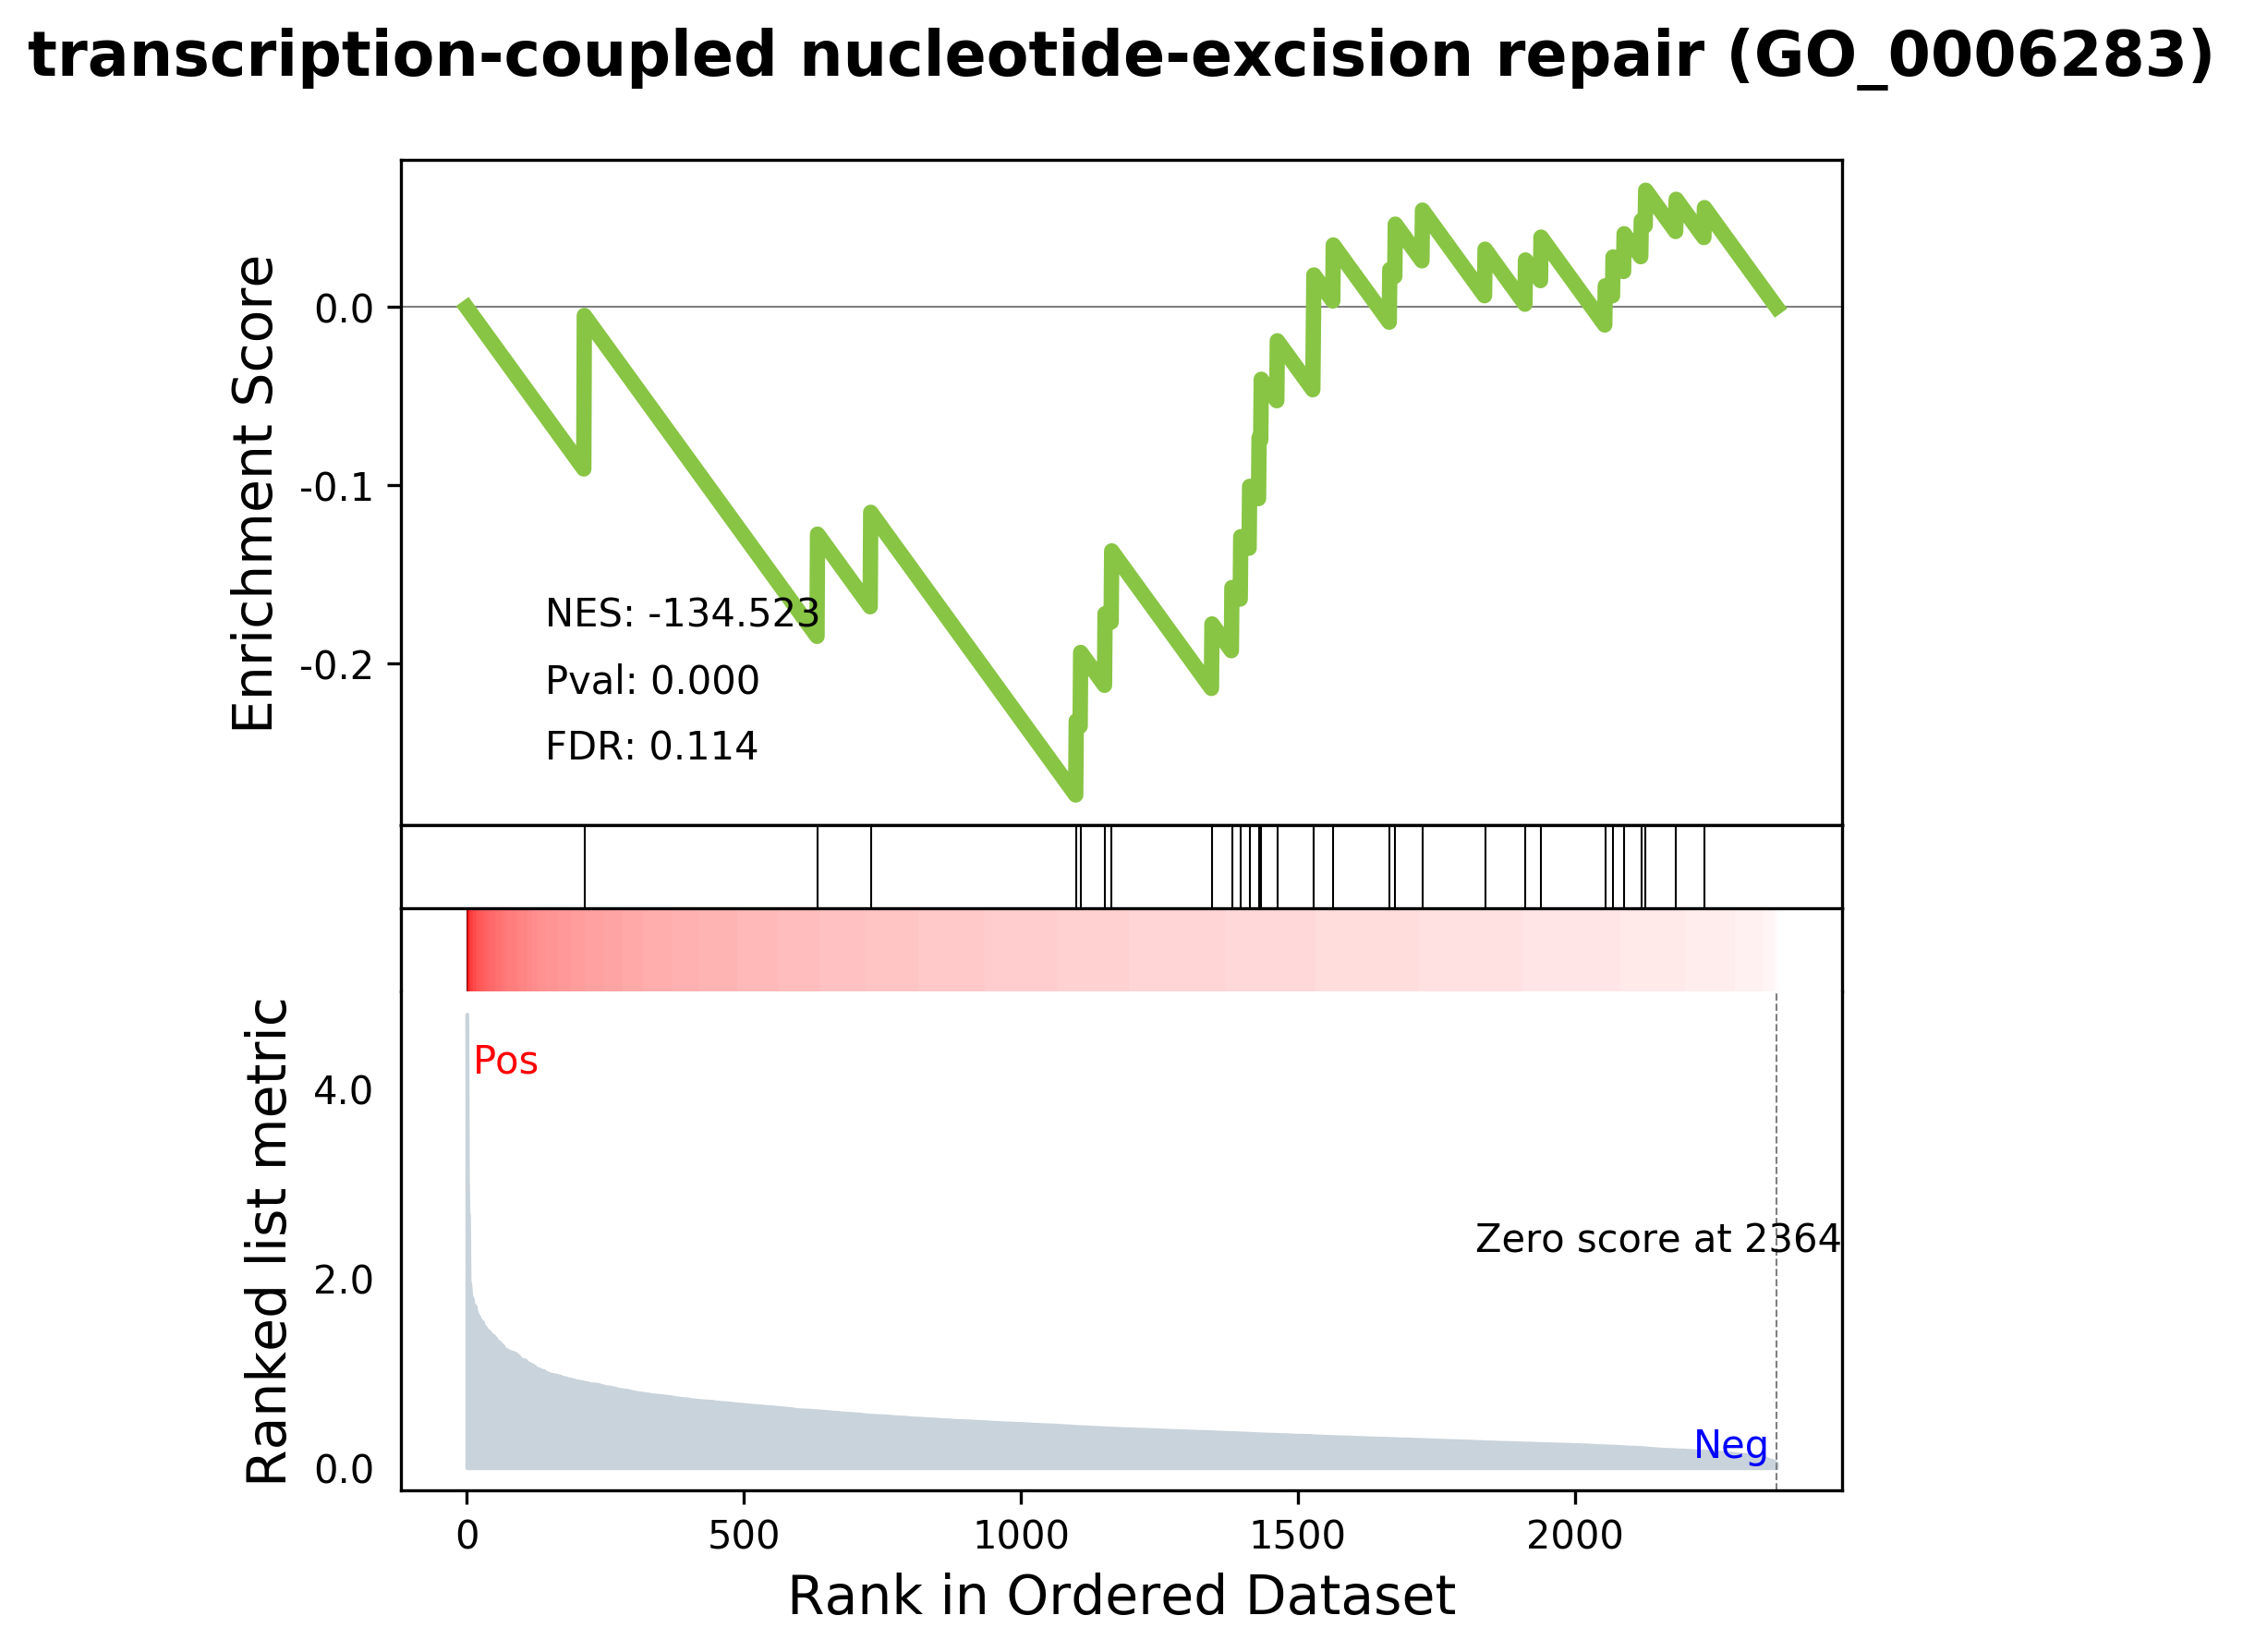 transcription-coupled nucleotide-excision repair (GO_0006283)
Enrichment Score
0.0
-0.1
-0.2
NES: -134.523
Pval: 0.000
FDR: 0.114
Ranked list metric
4.0
2.0
0.0
Pos
Zero score at 2364
Neg
0 500 1000 1500 2000
Rank in Ordered Dataset